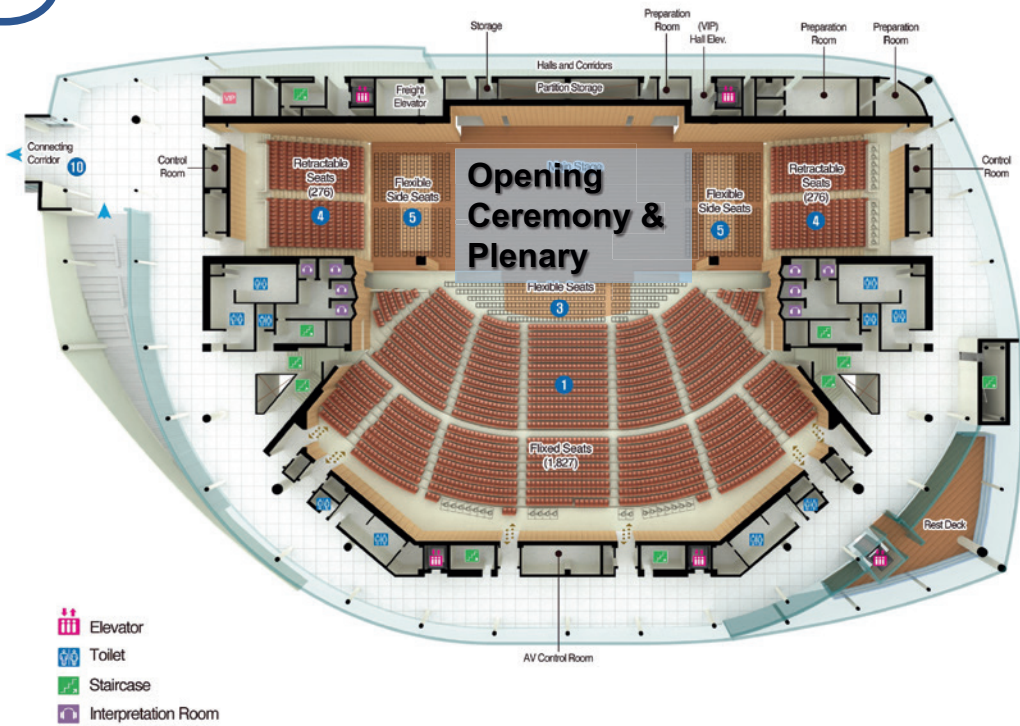 Storage
Preparation
Room
(VIP)
Hall Elev.
Preparation
Room
Preparation
Room
Halls and Corridors
Partition Storage
VIP
Freight
Elevator
Connecting
Corridor
10
Control
Room
Retractable
Seats
(276)
4
Flexible
Side Seats
5
Main Stage
Opening
Ceremony &
Plenary
Flexible
Side Seats
5
Retractable
Seats
(276)
4
Control
Room
Flexible Seats
3
1
Flixed Seats
(1,827)
Rest Deck
AV Control Room
Elevator
Toilet
Staircase
Interpretation Room